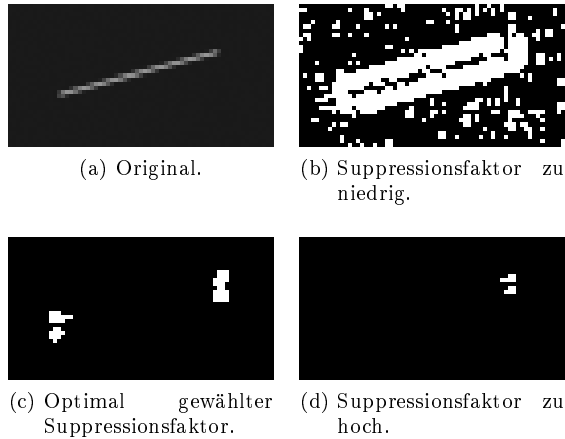 (a) Original.
(b) Suppressionsfaktor zu
niedrig.
(c) Optimal gewählter
Suppressionsfaktor.
(d) Suppressionsfaktor zu
hoch.